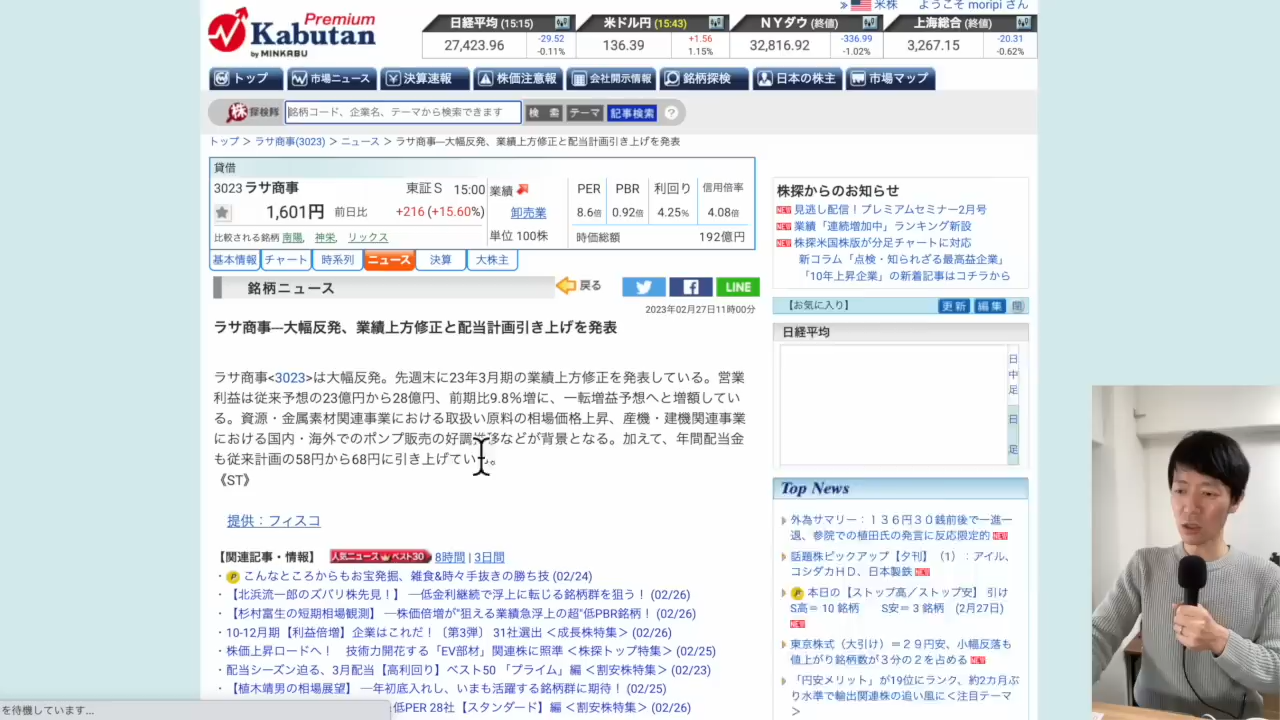 Premium
Kabutan
by MINKABU
米株 ようこそ moripi さん
日経平均 (15:15)
27,423.96
-29.52
-0.11%
米ドル円 (15:43)
136.39
+1.56
1.15%
NYダウ (終値)
32,816.92
-336.99
-1.02%
上海総合 (終値)
3,267.15
-20.31
-0.62%
トップ
市場ニュース
決算速報
株価注意報
会社開示情報
銘柄探検
日本の株主
市場マップ
株探検隊
銘柄コード、企業名、テーマから検索できます
検 索
テーマ
記事検索
?
トップ > ラサ商事(3023) > ニュース > ラサ商事---大幅反発、業績上方修正と配当計画引き上げを発表
貸借
3023 ラサ商事 東証S 15:00
1,601円 前日比 +216 (+15.60%)
比較される銘柄 南陽, 神栄, リックス
業績
卸売業
単位 100株
PER PBR 利回り 信用倍率
8.6倍 0.92倍 4.25% 4.08倍
時価総額 192億円
基本情報 チャート 時系列 ニュース 決算 大株主
銘柄ニュース
戻る
LINE
2023年02月27日11時00分
ラサ商事---大幅反発、業績上方修正と配当計画引き上げを発表
ラサ商事<3023>は大幅反発。先週末に23年3月期の業績上方修正を発表している。営業
利益は従来予想の23億円から28億円、前期比9.8%増に、一転増益予想へと増額してい
る。資源・金属素材関連事業における取扱い原料の相場価格上昇、産機・建機関連事業
における国内・海外でのポンプ販売の好調推移などが背景となる。加えて、年間配当金
も従来計画の58円から68円に引き上げている。
《ST》
提供：フィスコ
【関連記事・情報】 人気ニュース ベスト30 8時間 | 3日間
・ P こんなところからもお宝発掘、雑食&時々手抜きの勝ち技 (02/24)
・【北浜流一郎のズバリ株先見！】 ─低金利継続で浮上に転じる銘柄群を狙う！ (02/26)
・【杉村富生の短期相場観測】 ─株価倍増が"狙える業績急浮上の超"低PBR銘柄！ (02/26)
・10-12月期【利益倍増】企業はこれだ！〔第3弾〕 31社選出 ＜成長株特集＞ (02/26)
・株価上昇ロードへ！ 技術力開花する「EV部材」関連株に照準 ＜株探トップ特集＞ (02/25)
・配当シーズン迫る、3月配当【高利回り】ベスト50 「プライム」編 ＜割安株特集＞ (02/23)
・【植木靖男の相場展望】 ─年初底入れし、いまも活躍する銘柄群に期待！ (02/25)
低PER 28社【スタンダード】編 ＜割安株特集＞ (02/26)
を待機しています...
株探からのお知らせ
NEW 見逃し配信！プレミアムセミナー2月号
NEW 業績「連続増加中」ランキング新設
NEW 株探米国株版が分足チャートに対応
新コラム「点検・知られざる最高益企業」
「10年上昇企業」の新着記事はコチラから
【お気に入り】 更新 編集 開
日経平均
日
中
足
日
足
Top News
外為サマリー：１３６円３０銭前後で一進一
退、参院での植田氏の発言に反応限定的 NEW
話題株ピックアップ【夕刊】（1）：アイル、
コシダカＨＤ、日本製鉄 NEW
P 本日の【ストップ高／ストップ安】 引け
S高＝ 10 銘柄 S安＝ 3 銘柄 (2月27日)
NEW
東京株式（大引け）＝２９円安、小幅反落も
値上がり銘柄数が３分の２を占める NEW
「円安メリット」が19位にランク、約2カ月ぶ
り水準で輸出関連株の追い風に＜注目テーマ
＞